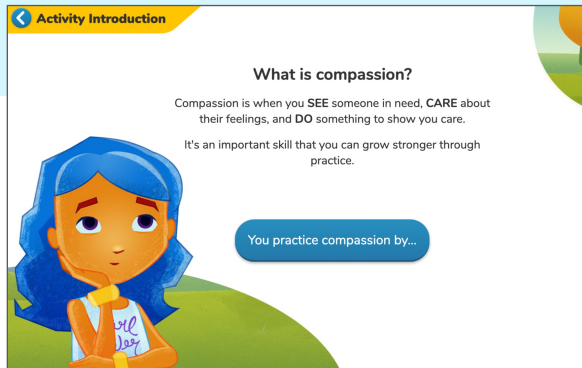 Activity Introduction
What is compassion?
Compassion is when you SEE someone in need, CARE about
their feelings, and DO something to show you care.
It's an important skill that you can grow stronger through
practice.
You practice compassion by...